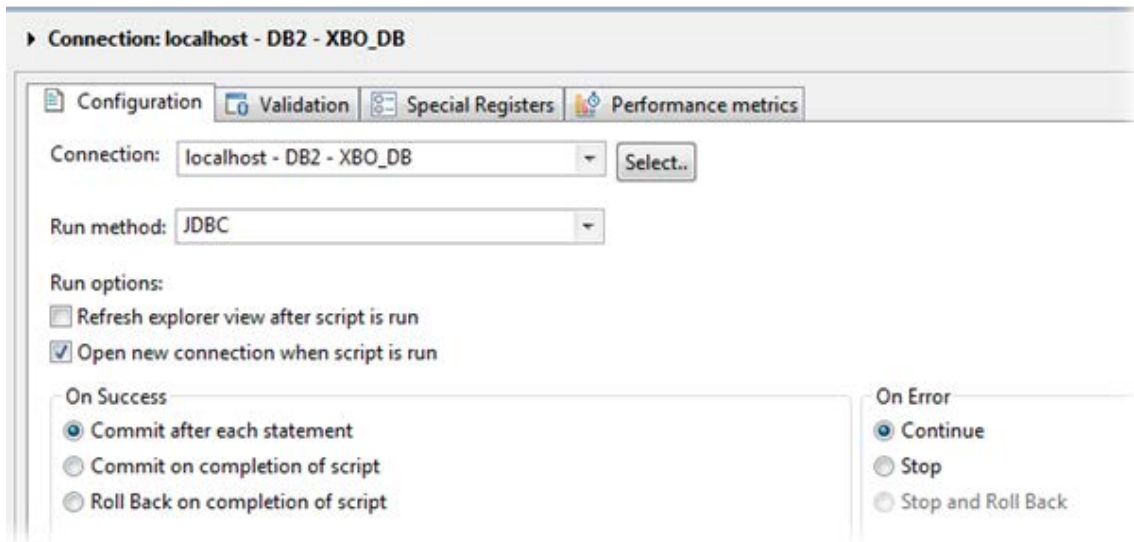 Connection: localhost - DB2 - XBO_DB
Configuration Validation Special Registers Performance metrics
Connection: localhost - DB2 - XBO_DB Select..
Run method: JDBC
Run options:
Refresh explorer view after script is run
Open new connection when script is run
On Success
Commit after each statement
Commit on completion of script
Roll Back on completion of script
On Error
Continue
Stop
Stop and Roll Back